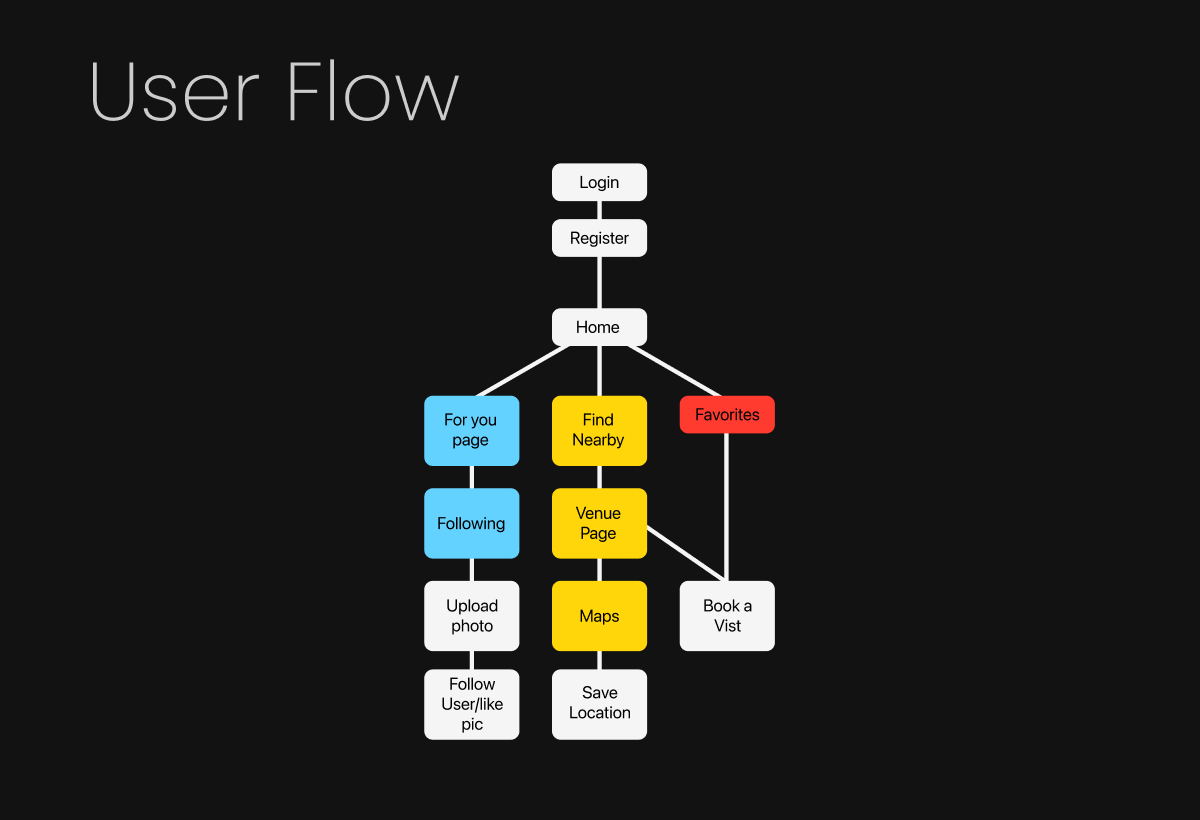 User Flow
Login
Register
Home
For you
page
Find
Nearby
Favorites
Following
Venue
Page
Upload
photo
Maps
Book a
Vist
Follow
User/like
pic
Save
Location